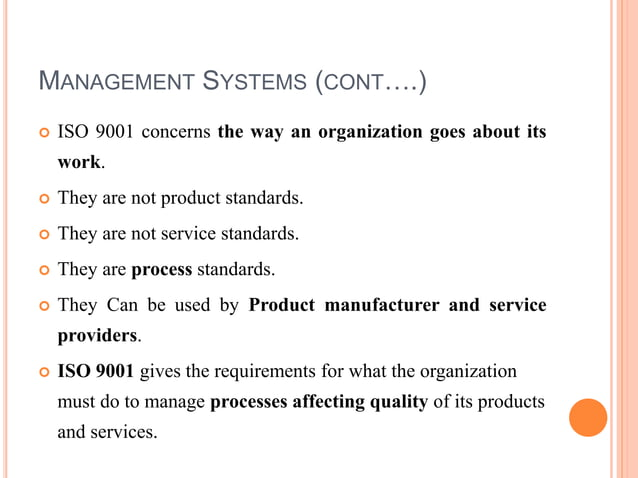 MANAGEMENT SYSTEMS (CONT….)
ISO 9001 concerns the way an organization goes about its
work.
They are not product standards.
They are not service standards.
They are process standards.
They Can be used by Product manufacturer and service
providers.
ISO 9001 gives the requirements for what the organization
must do to manage processes affecting quality of its products
and services.